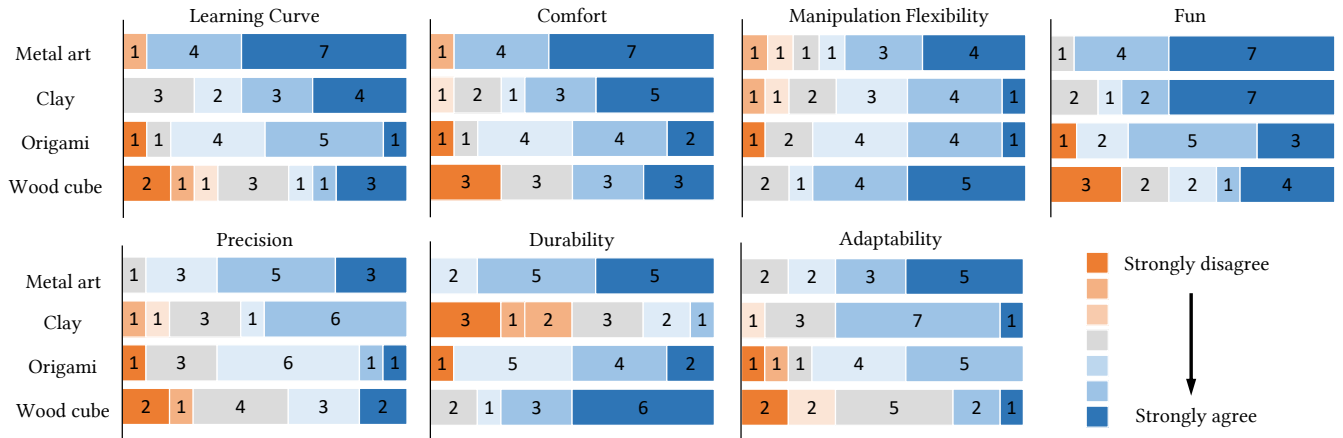 Learning Curve Comfort Manipulation Flexibility Fun
Metal art 1 4 7 1 4 7 1 1 1 1 3 4 1 4 7
Clay 3 2 3 4 1 2 1 3 5 1 1 2 3 4 1 2 1 2 7
Origami 1 1 4 5 1 1 1 4 4 2 1 2 4 4 1 1 2 5 3
Wood cube 2 1 1 3 1 1 3 3 3 3 3 2 1 4 5 3 2 2 1 4
Precision Durability Adaptability
Metal art 1 3 5 3 2 5 5 2 2 3 5
Strongly disagree
Clay 1 1 3 1 6 3 1 2 3 2 1 1 3 7 1
Origami 1 3 6 1 1 1 5 4 2 1 1 1 4 5
Wood cube 2 1 4 3 2 2 1 3 6 2 2 5 2 1
Strongly agree